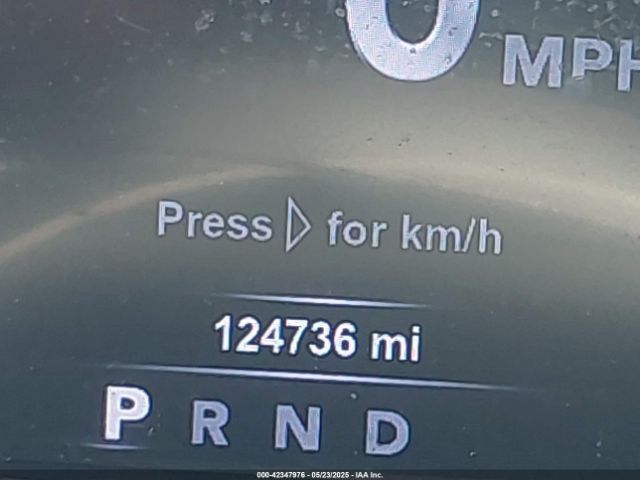 0 MPH
Press ▷ for km/h
124736 mi
P R N D
000-42347976 - 05/23/2025 - IAA Inc.